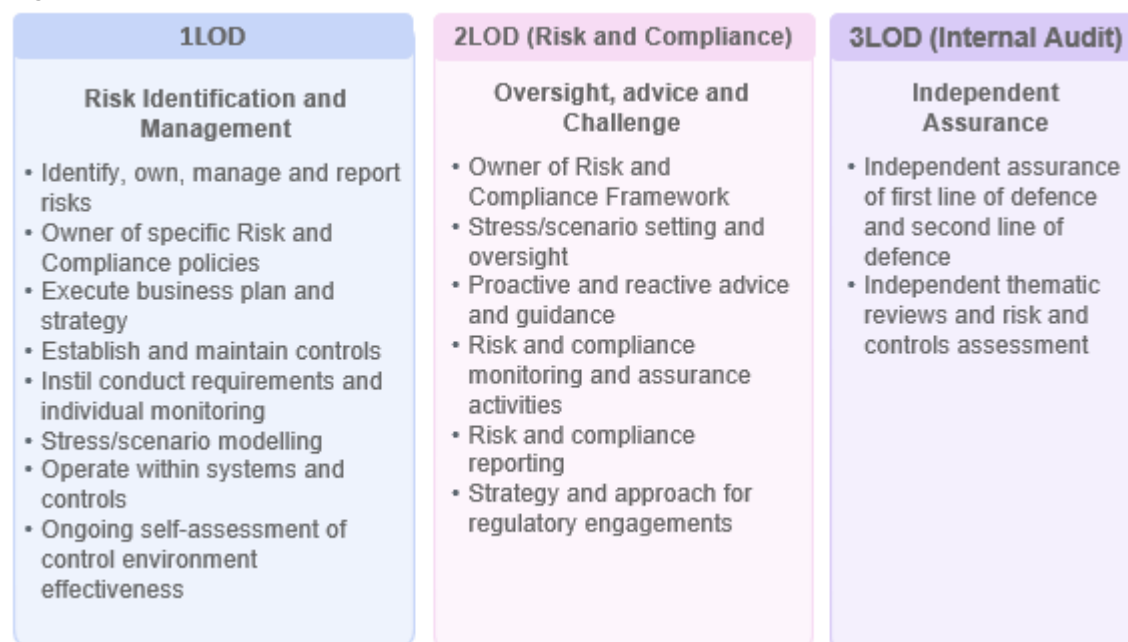 1LOD
Risk Identification and
Management
• Identify, own, manage and report
risks
• Owner of specific Risk and
Compliance policies
• Execute business plan and
strategy
• Establish and maintain controls
• Instil conduct requirements and
individual monitoring
• Stress/scenario modelling
• Operate within systems and
controls
• Ongoing self-assessment of
control environment
effectiveness
2LOD (Risk and Compliance)
Oversight, advice and
Challenge
• Owner of Risk and
Compliance Framework
• Stress/scenario setting and
oversight
• Proactive and reactive advice
and guidance
• Risk and compliance
monitoring and assurance
activities
• Risk and compliance
reporting
• Strategy and approach for
regulatory engagements
3LOD (Internal Audit)
Independent
Assurance
• Independent assurance
of first line of defence
and second line of
defence
• Independent thematic
reviews and risk and
controls assessment